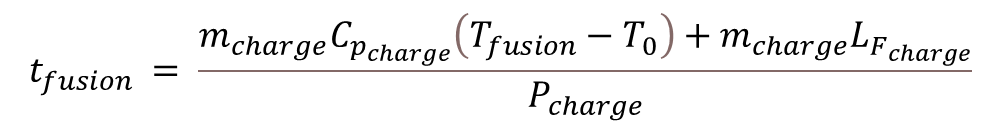 t_fusion = (m_charge C_p_charge (T_fusion − T_0) + m_charge L_F_charge) / P_charge